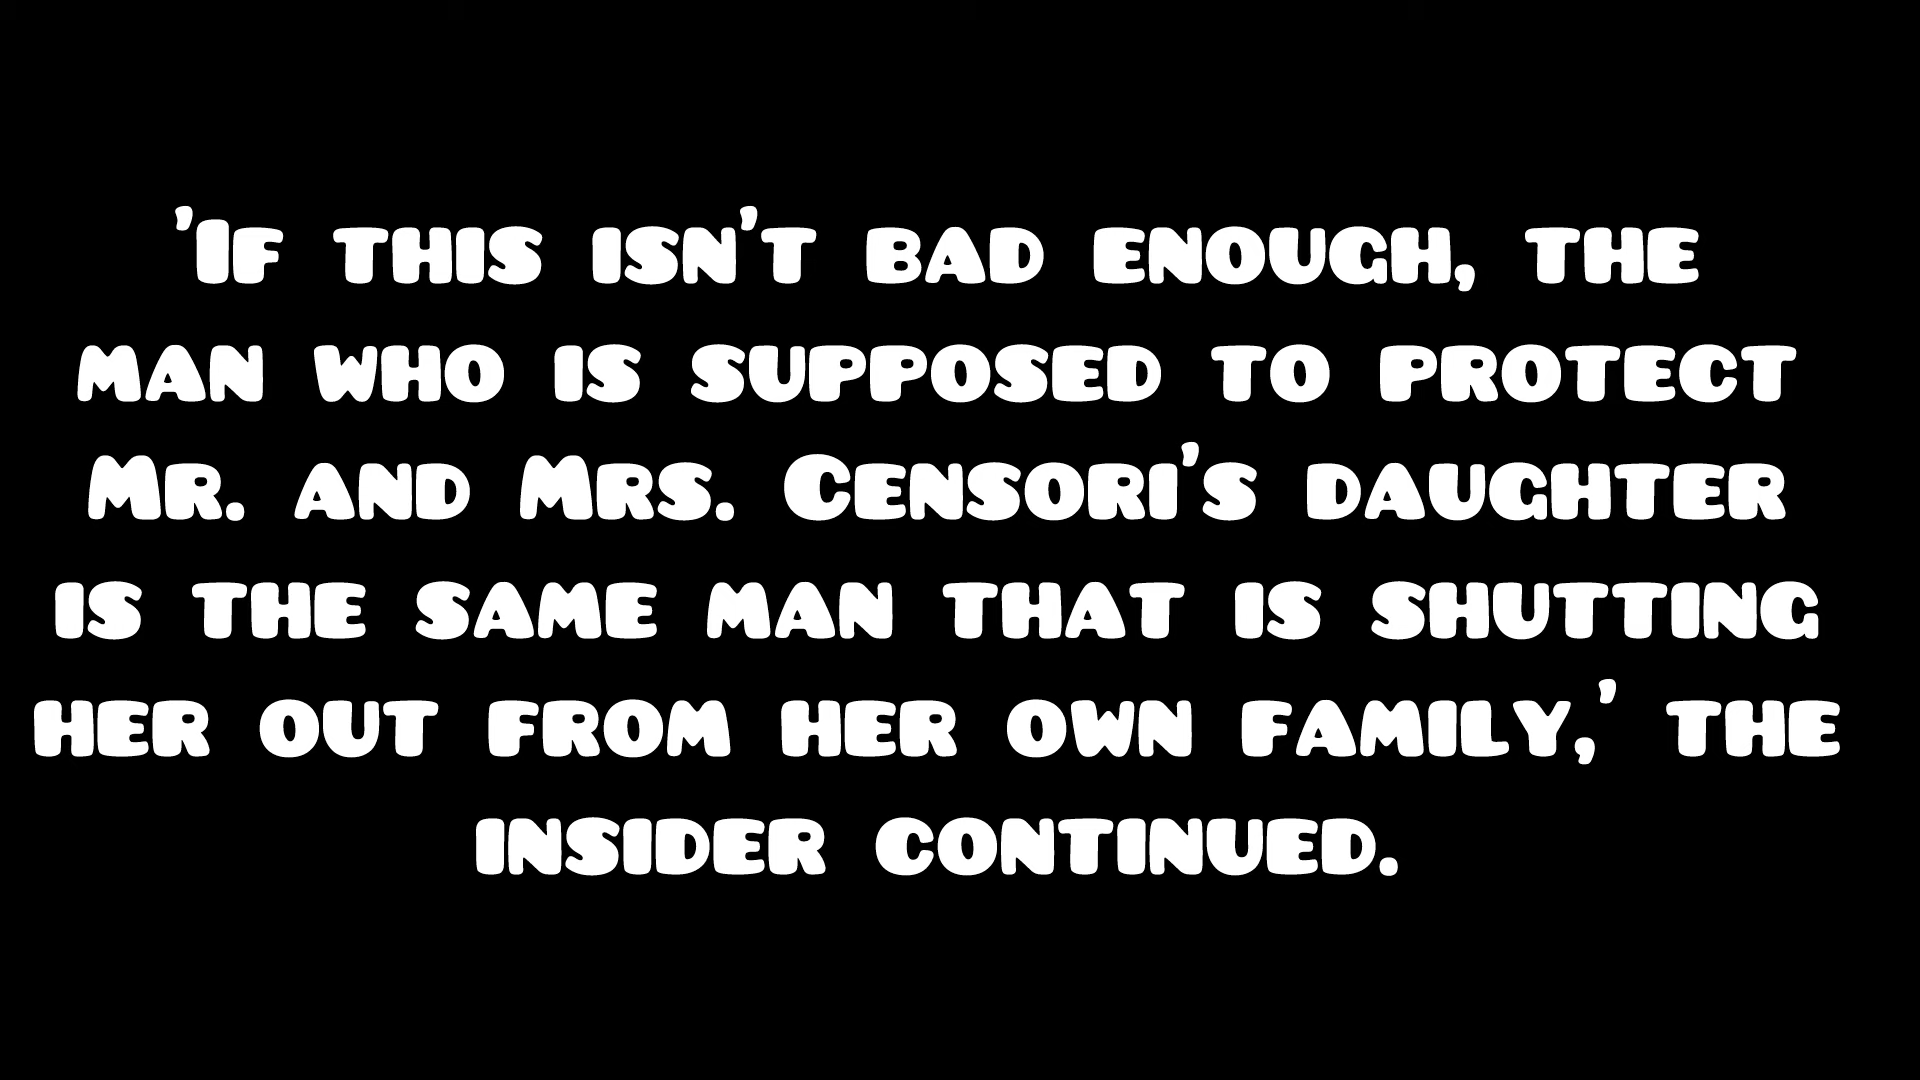 'If this isn't bad enough, the
man who is supposed to protect
Mr. and Mrs. Censori's daughter
is the same man that is shutting
her out from her own family,' the
insider continued.